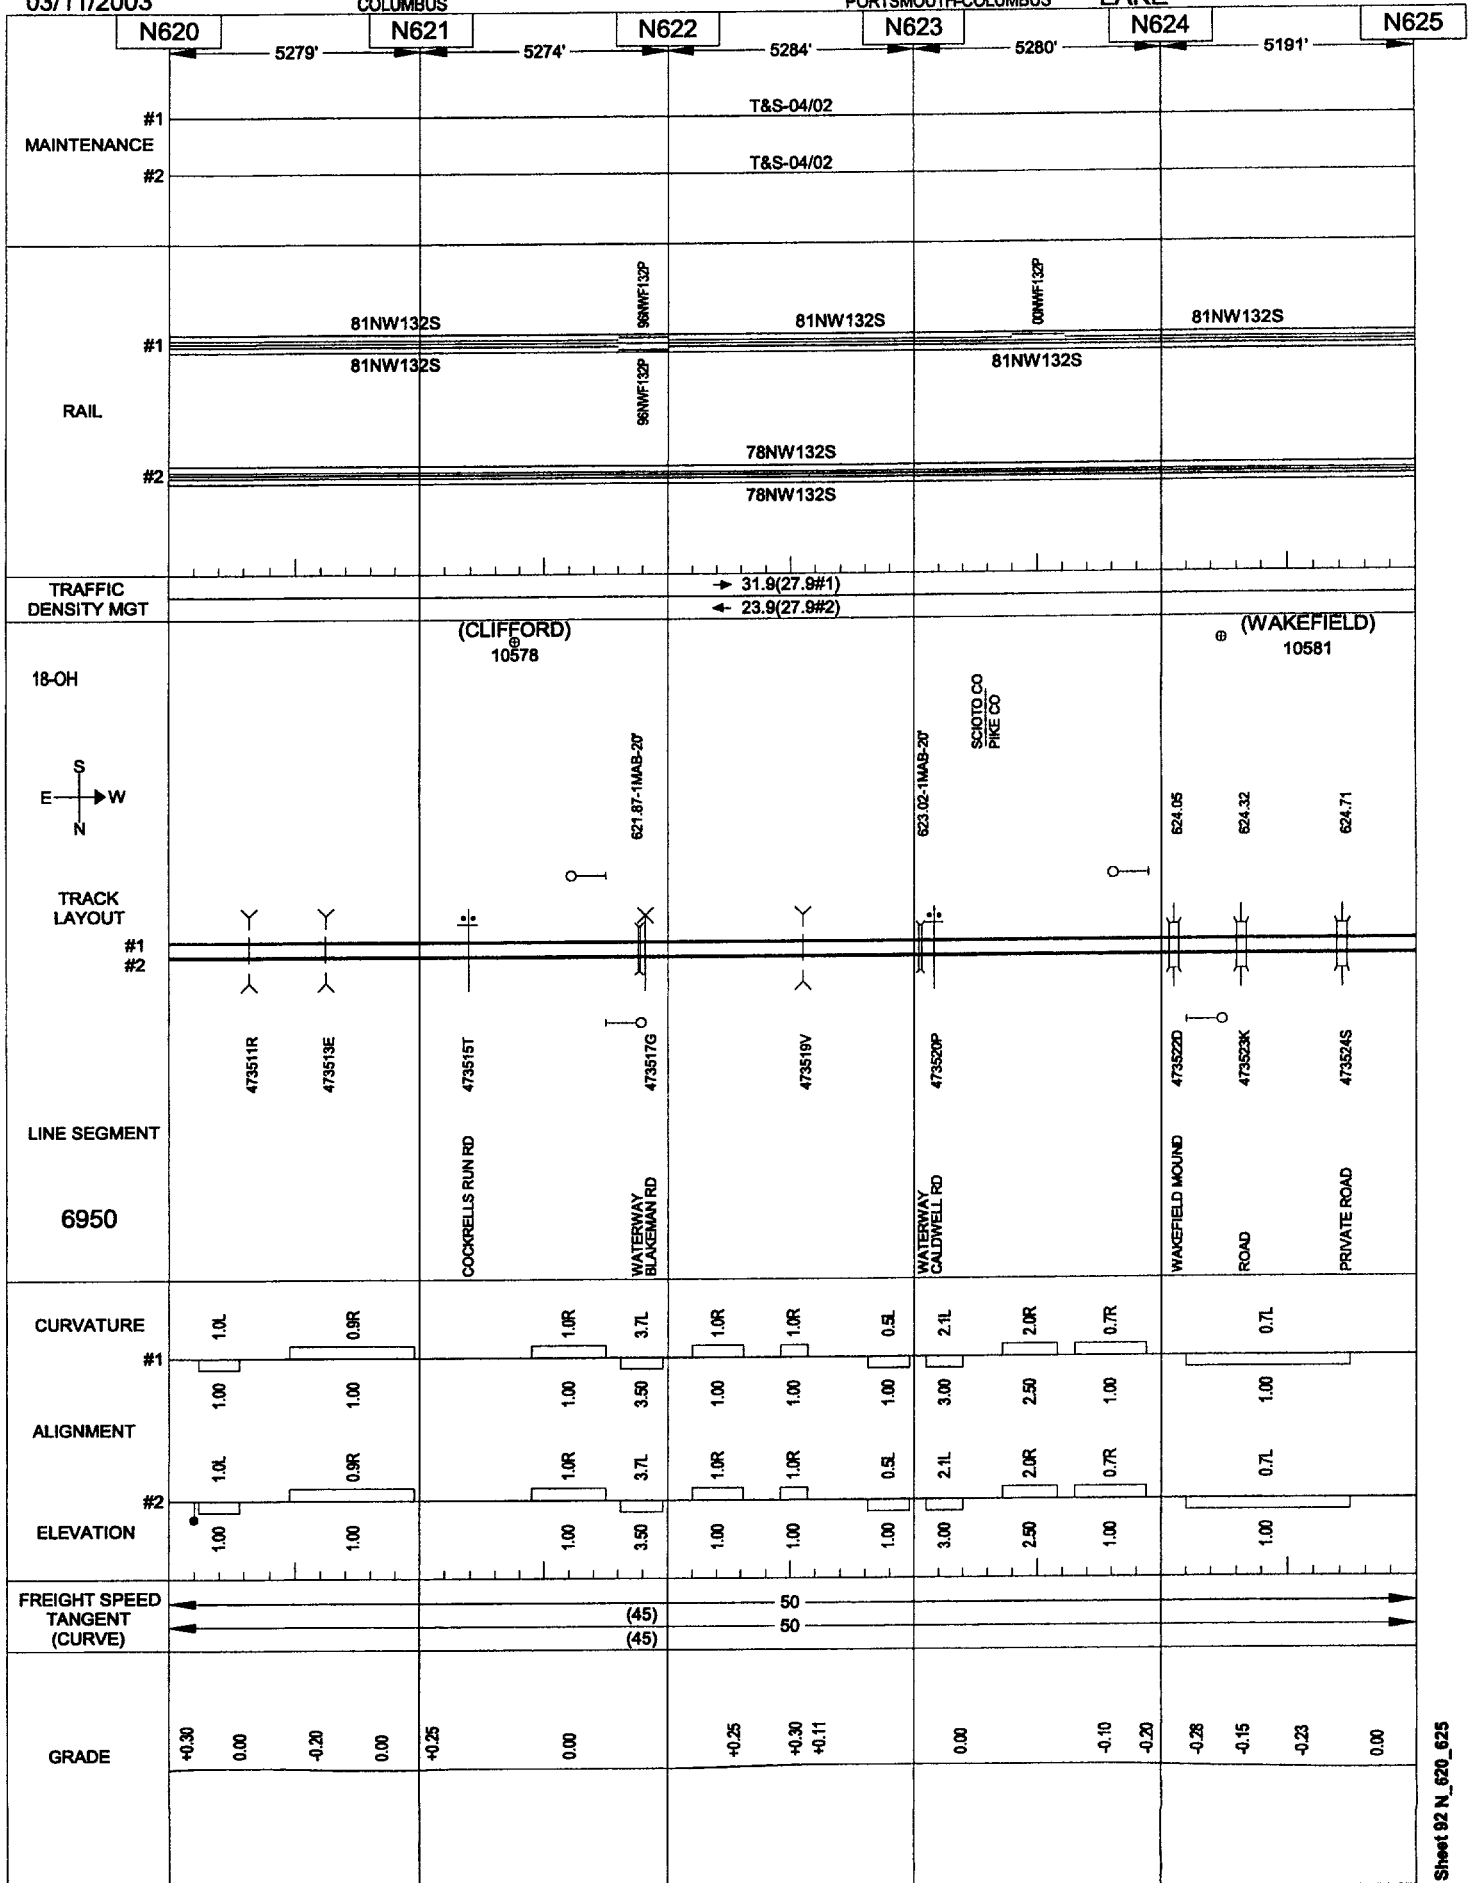 03/11/2003 COLUMBUS PORTSMOUTH-COLUMBUS LAKE
N620 N621 N622 N623 N624 N625
5279' 5274' 5284' 5280' 5191'
#1 T&S-04/02
MAINTENANCE
#2 T&S-04/02
96NWF132P 00NWF132P
81NW132S 81NW132S 81NW132S
#1
81NW132S 96NWF132P 81NW132S
RAIL
78NW132S
#2
78NW132S
TRAFFIC DENSITY MGT
31.9(27.9#1)
23.9(27.9#2)
(CLIFFORD) (WAKEFIELD)
10578 10581
18-OH
SCIOTO CO
PIKE CO
S
E W
N
621.87-1MAB-20' 623.02-1MAB-20' 624.05 624.32 624.71
TRACK
LAYOUT
#1
#2
473511R 473513E 473515T 473517G 473519V 473520P 473522D 473523K 473524S
LINE SEGMENT
6950
COCKRELLS RUN RD
WATERWAY
BLAKEMAN RD
WATERWAY
CALDWELL RD
WAKEFIELD MOUND
ROAD
PRIVATE ROAD
CURVATURE 1.0L 0.9R 1.0R 3.7L 1.0R 1.0R 0.5L 2.1L 2.0R 0.7R 0.7L
#1
1.00 1.00 1.00 3.50 1.00 1.00 1.00 3.00 2.50 1.00 1.00
ALIGNMENT
1.0L 0.9R 1.0R 3.7L 1.0R 1.0R 0.5L 2.1L 2.0R 0.7R 0.7L
#2
ELEVATION 1.00 1.00 1.00 3.50 1.00 1.00 1.00 3.00 2.50 1.00 1.00
FREIGHT SPEED
TANGENT
(CURVE)
50
(45)
50
(45)
GRADE +0.30 0.00 -0.20 0.00 +0.25 0.00 +0.25 +0.30 +0.11 0.00 -0.10 -0.20 -0.28 -0.15 -0.23 0.00
Sheet 92 N_620_625